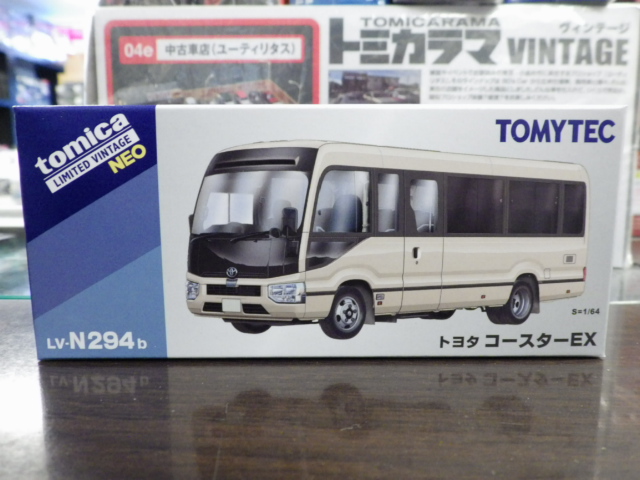 TOMICARAMA
04e 中古車店(ユーティリタス)
トミカラマ
ヴィンテージ
VINTAGE
tomica
LIMITED VINTAGE
NEO
TOMYTEC
S=1/64
LV-N294b
トヨタ コースターEX